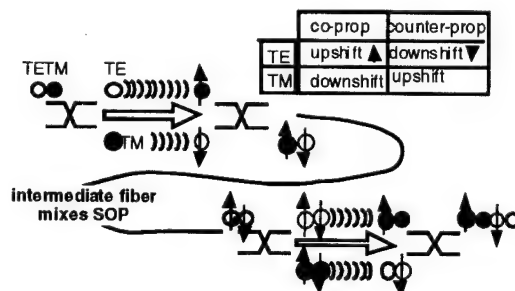 co-prop counter-prop
TE upshift downshift
TM downshift upshift
TETM TE
TM
intermediate fiber
mixes SOP